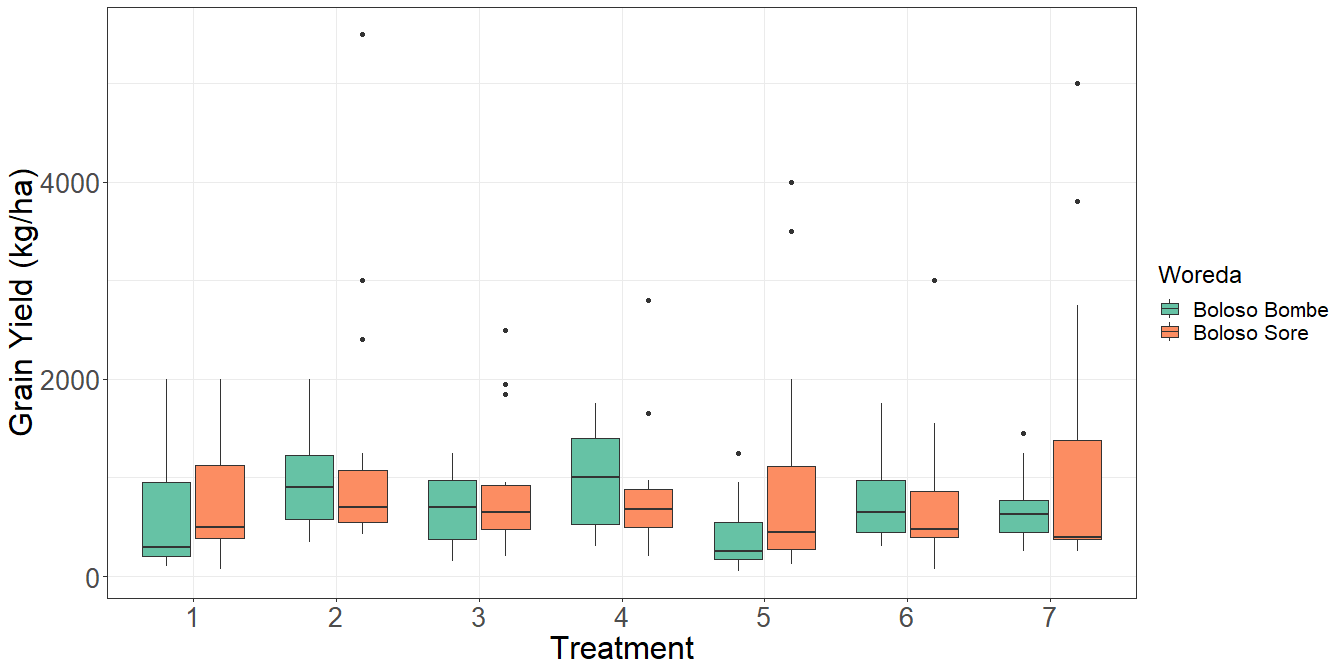 Grain Yield (kg/ha)
4000
2000
0
1 2 3 4 5 6 7
Treatment
Woreda
Boloso Bombe
Boloso Sore